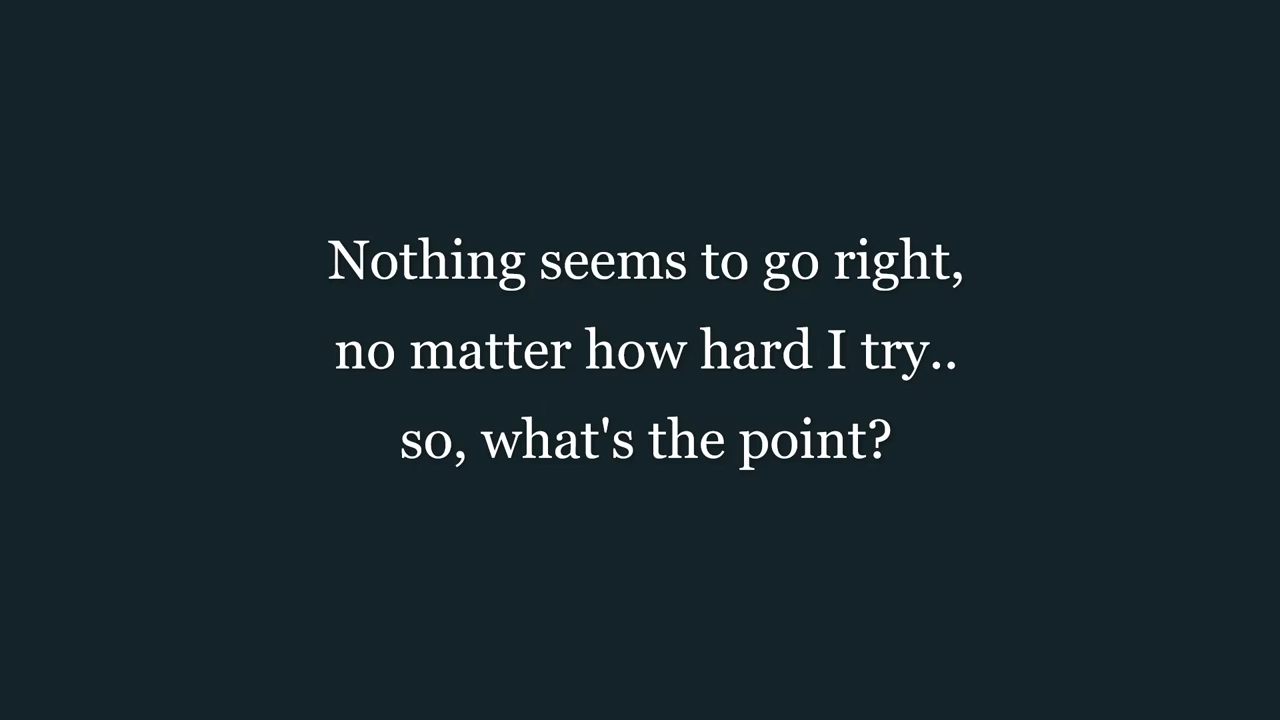 Nothing seems to go right,
no matter how hard I try..
so, what's the point?